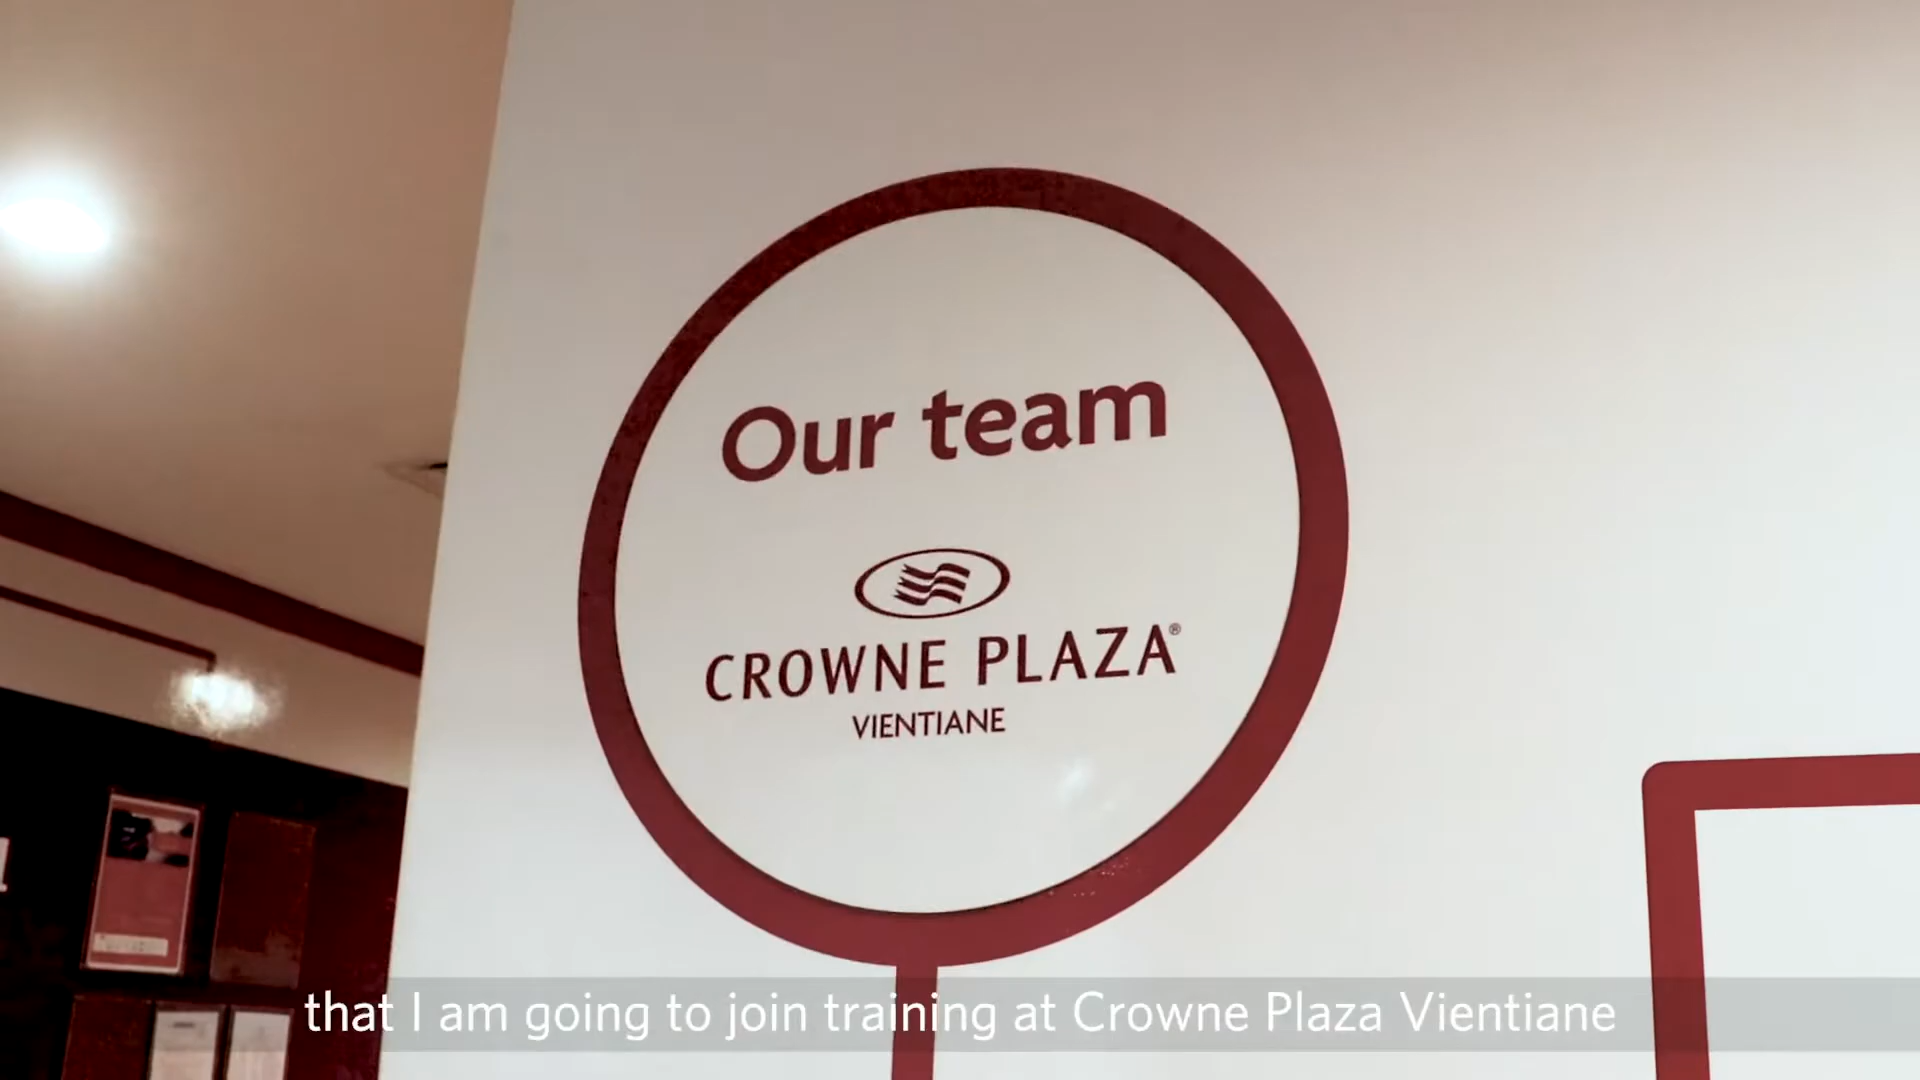 Our team
CROWNE PLAZA®
VIENTIANE
that I am going to join training at Crowne Plaza Vientiane